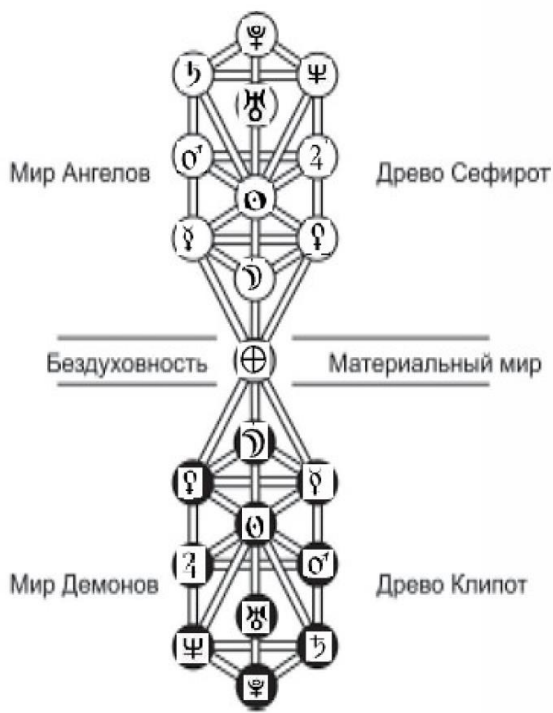 Мир Ангелов
Древо Сефирот
Бездуховность
Материальный мир
Мир Демонов
Древо Клипот